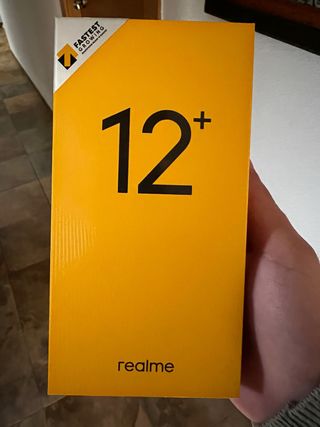 FASTEST
GROWING
12+
realme